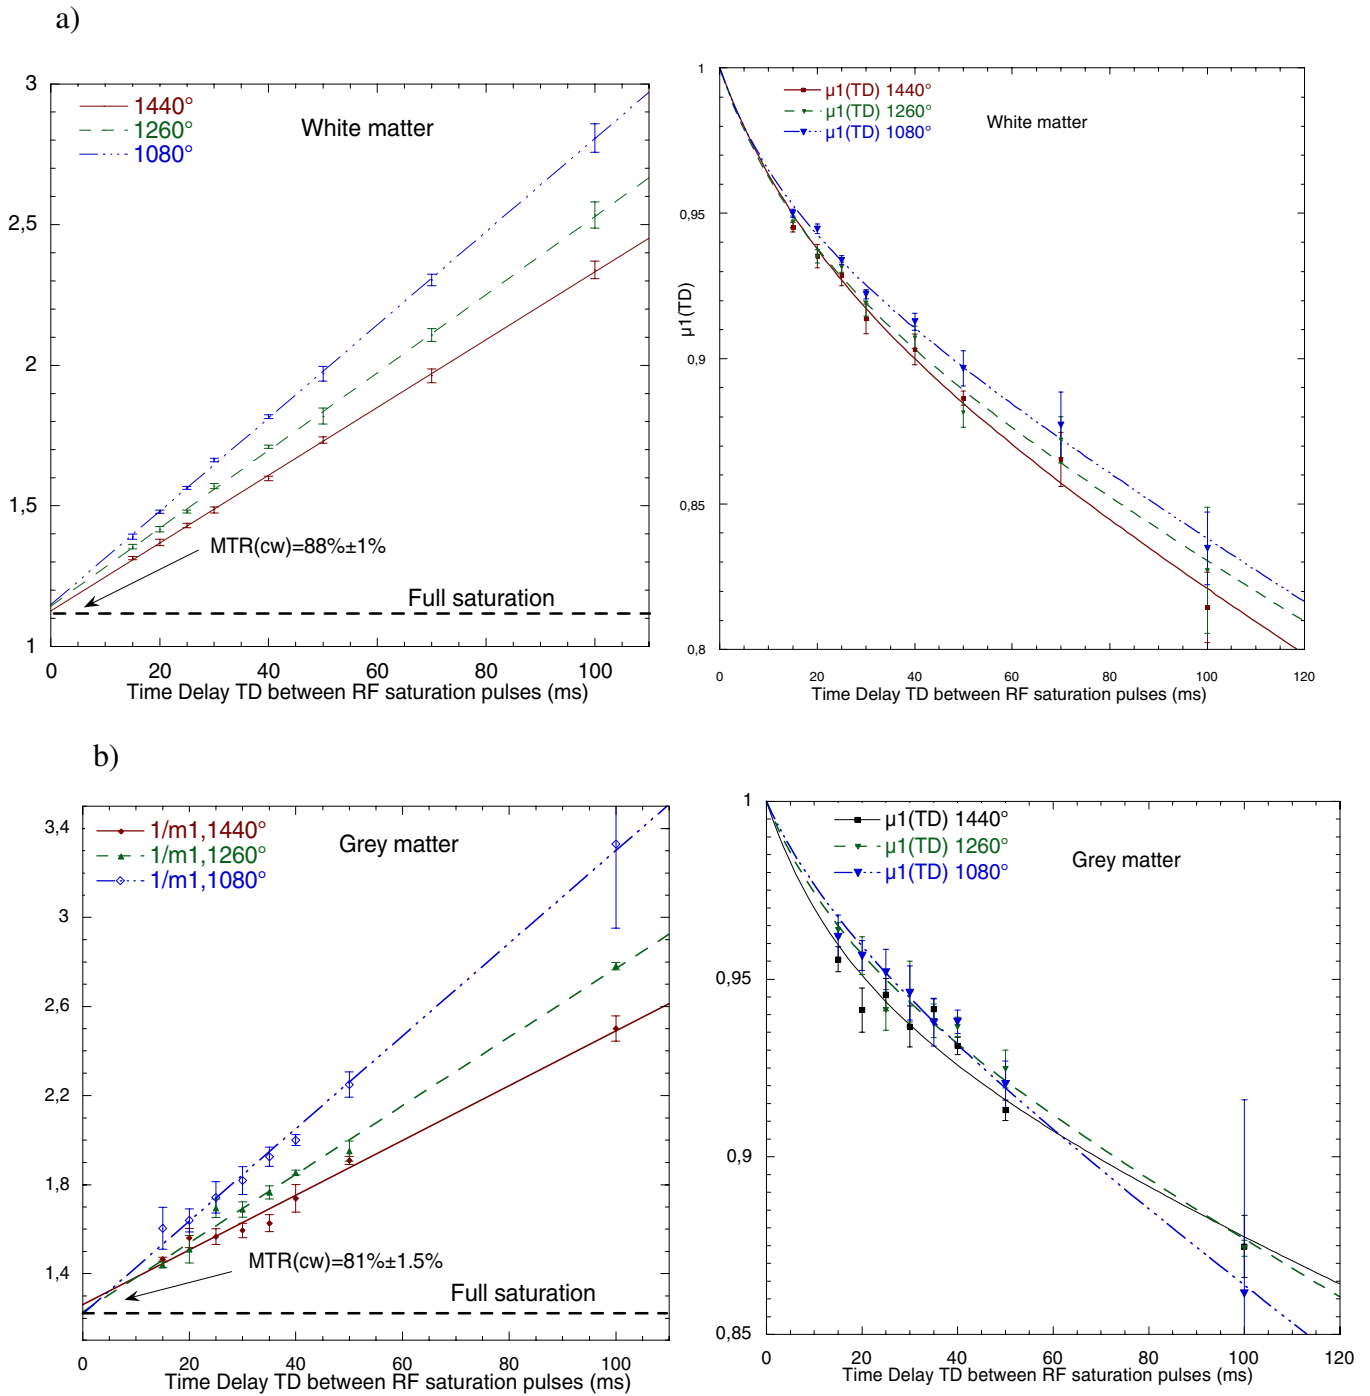 a)
3
2,5
2
1,5
1
1440°
1260°
1080°
White matter
MTR(cw)=88%±1%
Full saturation
0 20 40 60 80 100
Time Delay TD between RF saturation pulses (ms)
1
0,95
0,9
0,85
0,8
µ1(TD)
µ1(TD) 1440°
µ1(TD) 1260°
µ1(TD) 1080°
White matter
0 20 40 60 80 100 120
Time Delay TD between RF saturation pulses (ms)
b)
3,4
3
2,6
2,2
1,8
1,4
1/m1,1440°
1/m1,1260°
1/m1,1080°
Grey matter
MTR(cw)=81%±1.5%
Full saturation
0 20 40 60 80 100
Time Delay TD between RF saturation pulses (ms)
1
0,95
0,9
0,85
µ1(TD) 1440°
µ1(TD) 1260°
µ1(TD) 1080°
Grey matter
0 20 40 60 80 100 120
Time Delay TD between RF saturation pulses (ms)